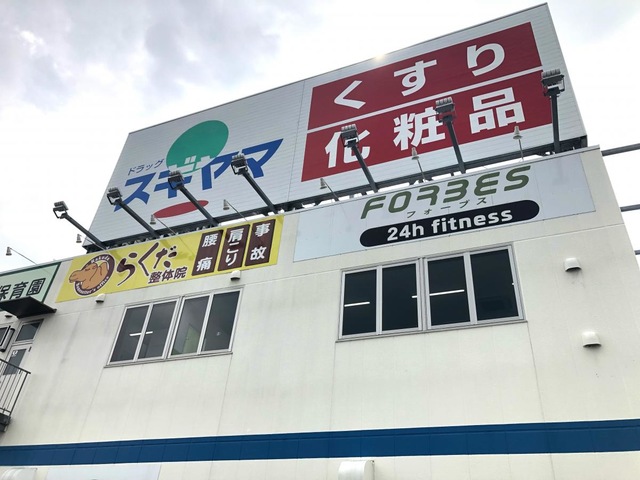 ドラッグ
スギヤマ
くすり
化粧品
FORBES
フォーブス
24h fitness
らくだ
整体院
腰痛
肩こり
事故
保育園